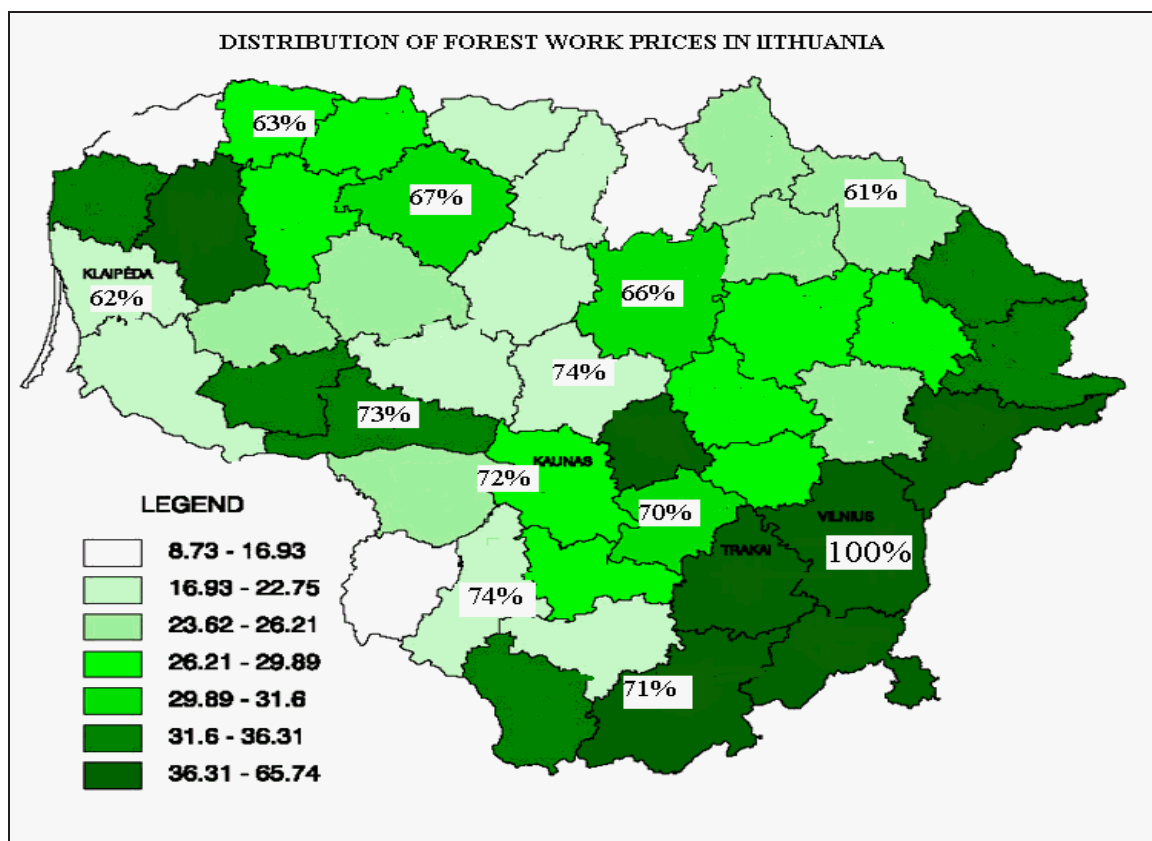 DISTRIBUTION OF FOREST WORK PRICES IN lITHUANIA
63%
67%
61%
KLAIPĖDA
62%
66%
74%
73%
KAUNAS
72%
70%
VILNIUS
TRAKAI
100%
74%
71%
LEGEND
8.73 - 16.93
16.93 - 22.75
23.62 - 26.21
26.21 - 29.89
29.89 - 31.6
31.6 - 36.31
36.31 - 65.74